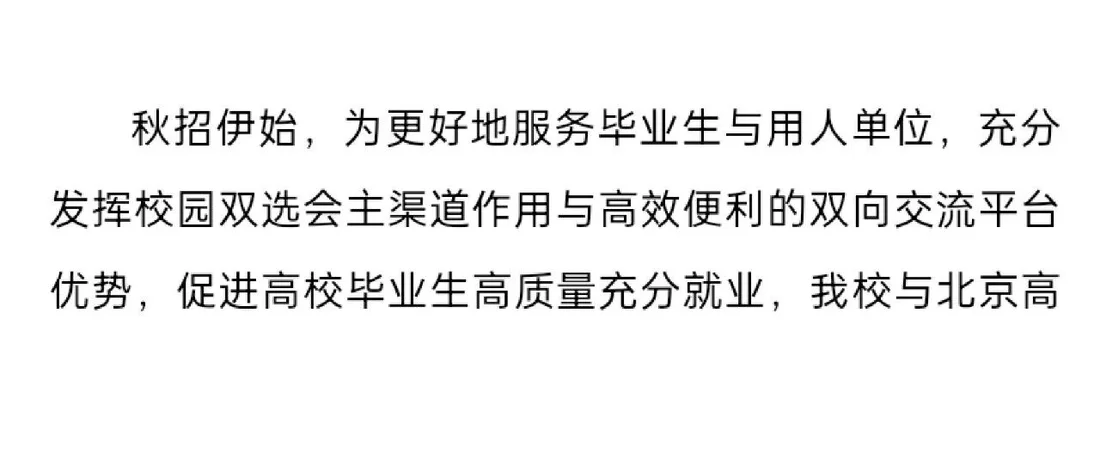 秋招伊始，为更好地服务毕业生与用人单位，充分
发挥校园双选会主渠道作用与高效便利的双向交流平台
优势，促进高校毕业生高质量充分就业，我校与北京高